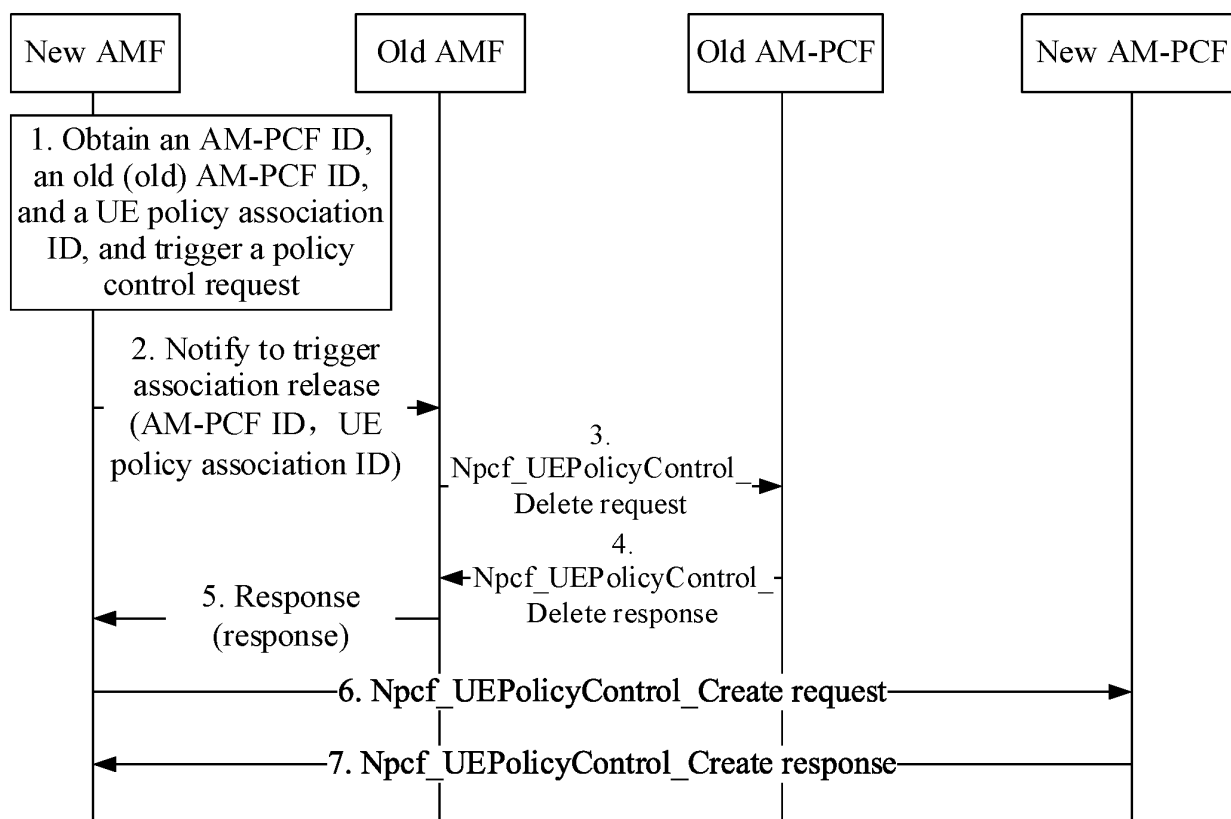 New AMF
Old AMF
Old AM-PCF
New AM-PCF
1. Obtain an AM-PCF ID,
an old (old) AM-PCF ID,
and a UE policy association
ID, and trigger a policy
control request
2. Notify to trigger
association release
(AM-PCF ID，UE
policy association ID)
3.
Npcf_UEPolicyControl_
Delete request
4.
Npcf_UEPolicyControl_
Delete response
5. Response
(response)
6. Npcf_UEPolicyControl_Create request
7. Npcf_UEPolicyControl_Create response